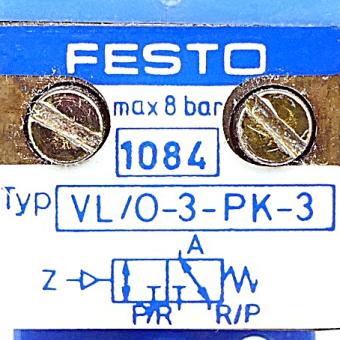 FESTO
max 8 bar
1084
Typ VL/O-3-PK-3
A
Z
P/R R/P